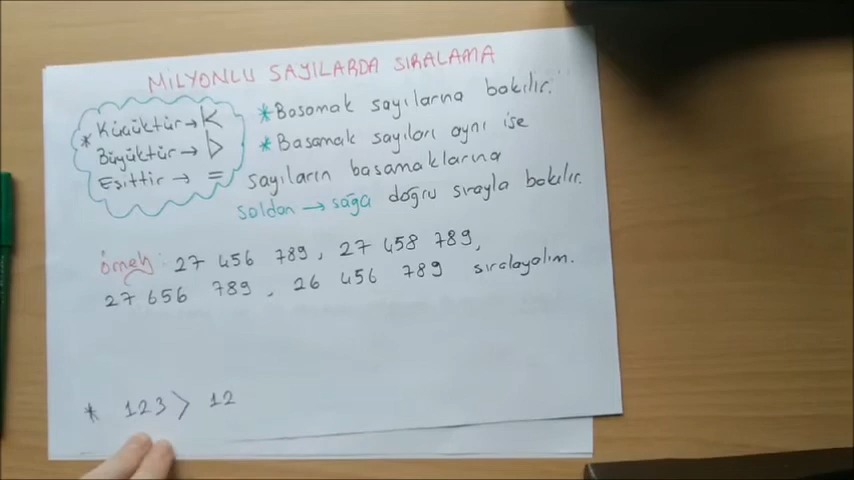 MİLYONLU SAYILARDA SIRALAMA
* Küçüktür → <
Büyüktür → >
Eşittir → =
* Basamak sayılarına bakılır.
* Basamak sayıları aynı ise
sayıların basamaklarına
soldan → sağa doğru sırayla bakılır.
örnek: 27 456 789, 27 458 789,
27 656 789, 26 456 789 sıralayalım.
* 123 > 12